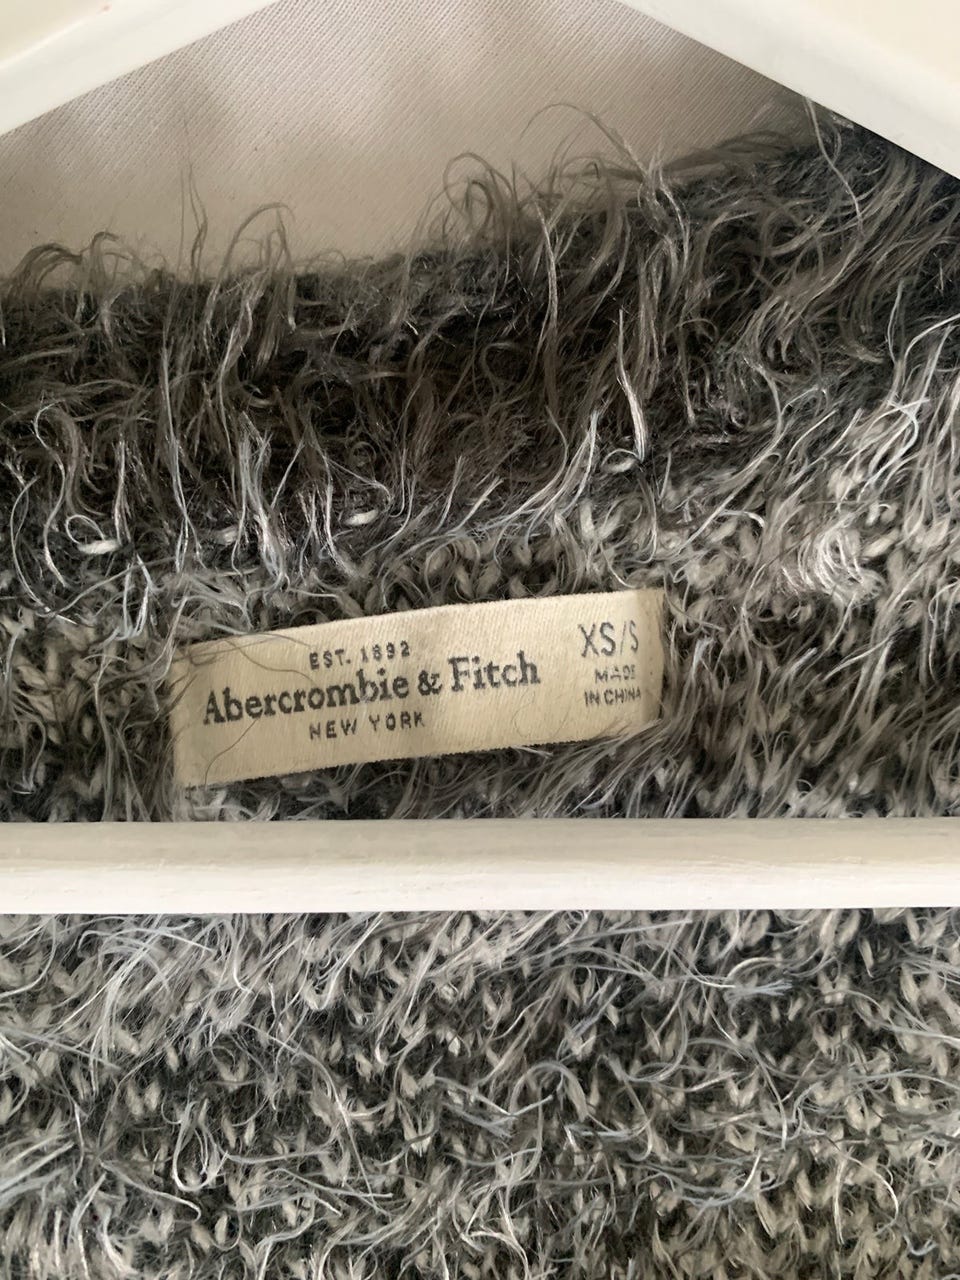 EST. 1892
Abercrombie & Fitch
NEW YORK
XS/S
MADE
IN CHINA